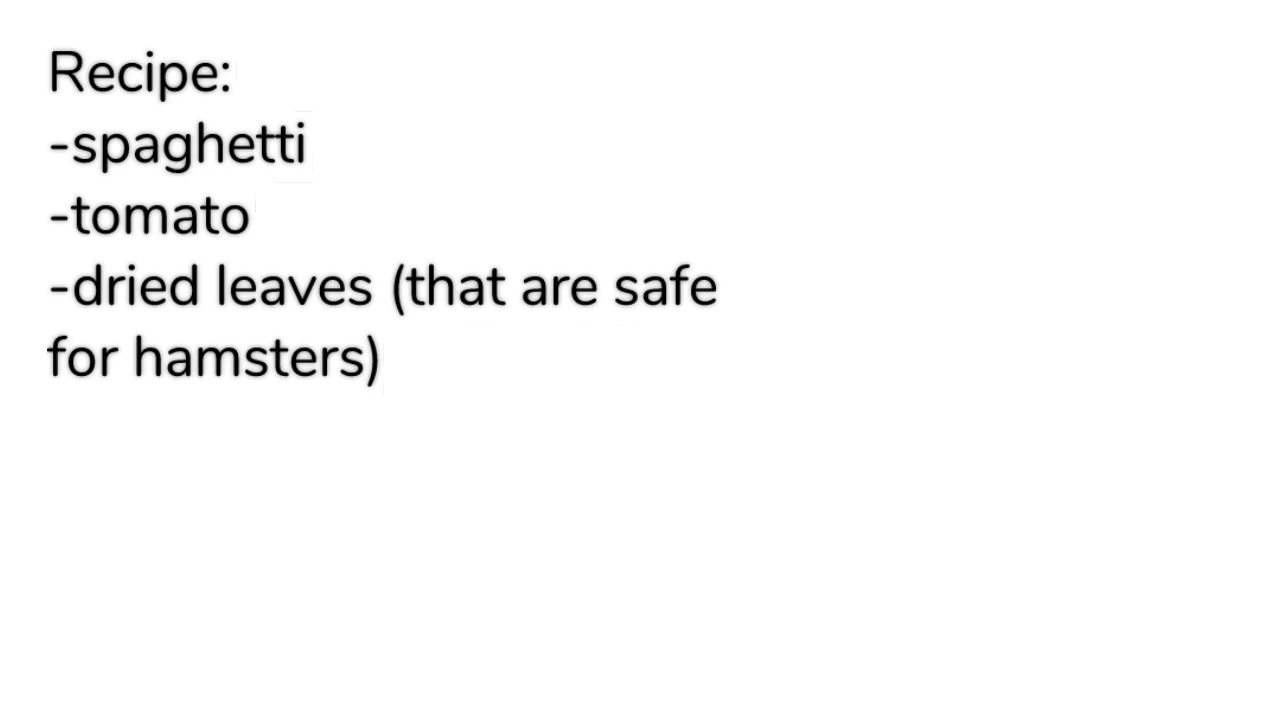 Recipe:
-spaghetti
-tomato
-dried leaves (that are safe
for hamsters)